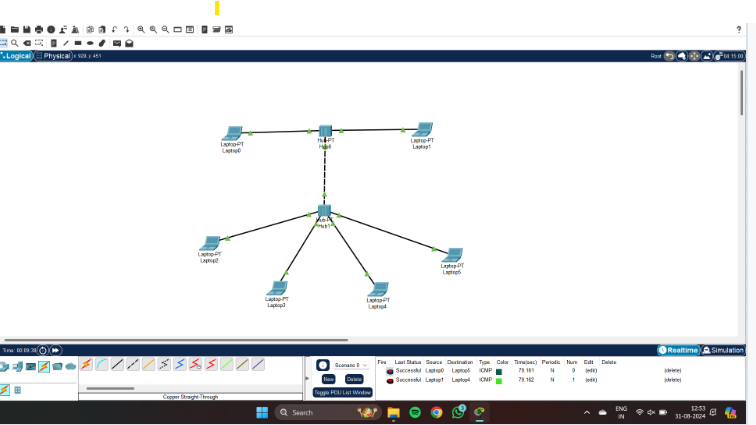 ?
Logical Physical x 929 y 451 Root 00:15:00
Laptop-PT
Laptop0
Hub-PT
Hub0
Laptop-PT
Laptop1
Hub-PT
Hub1
Laptop-PT
Laptop2
Laptop-PT
Laptop5
Laptop-PT
Laptop3
Laptop-PT
Laptop4
Time: 00:09:38 Realtime Simulation
Scenario 0
New Delete
Toggle PDU List Window
Fire Last Status Source Destination Type Color Time(sec) Periodic Num Edit Delete
Successful Laptop0 Laptop5 ICMP 79.161 N 0 (edit) (delete)
Successful Laptop1 Laptop4 ICMP 79.162 N 1 (edit) (delete)
Copper Straight-Through
Search
ENG
IN
12:53
31-08-2024